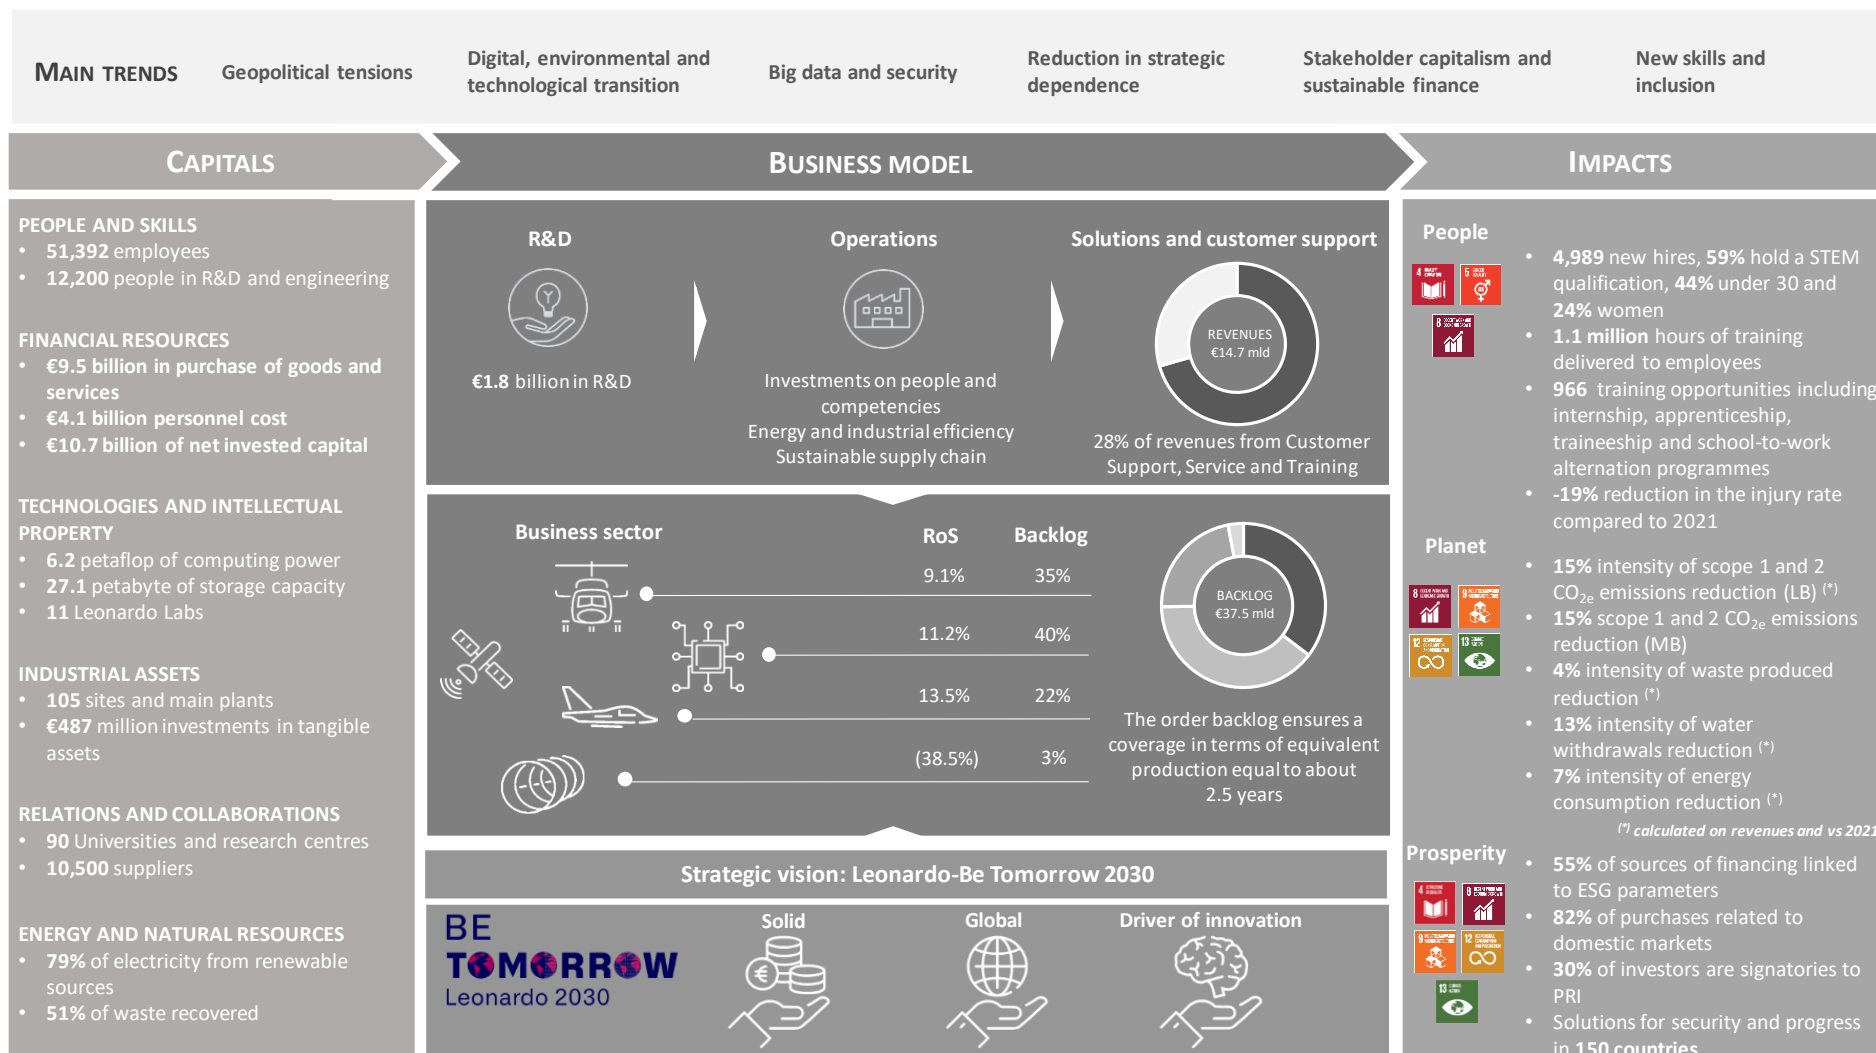 MAIN TRENDS
Geopolitical tensions
Digital, environmental and
technological transition
Big data and security
Reduction in strategic
dependence
Stakeholder capitalism and
sustainable finance
New skills and
inclusion
CAPITALS
BUSINESS MODEL
IMPACTS
PEOPLE AND SKILLS
• 51,392 employees
• 12,200 people in R&D and engineering
FINANCIAL RESOURCES
• €9.5 billion in purchase of goods and
services
• €4.1 billion personnel cost
• €10.7 billion of net invested capital
TECHNOLOGIES AND INTELLECTUAL
PROPERTY
• 6.2 petaflop of computing power
• 27.1 petabyte of storage capacity
• 11 Leonardo Labs
INDUSTRIAL ASSETS
• 105 sites and main plants
• €487 million investments in tangible
assets
RELATIONS AND COLLABORATIONS
• 90 Universities and research centres
• 10,500 suppliers
ENERGY AND NATURAL RESOURCES
• 79% of electricity from renewable
sources
• 51% of waste recovered
R&D
€1.8 billion in R&D
Operations
Investments on people and
competencies
Energy and industrial efficiency
Sustainable supply chain
Solutions and customer support
REVENUES
€14.7 mld
28% of revenues from Customer
Support, Service and Training
Business sector
RoS
Backlog
9.1% 35%
11.2% 40%
13.5% 22%
(38.5%) 3%
BACKLOG
€37.5 mld
The order backlog ensures a
coverage in terms of equivalent
production equal to about
2.5 years
Strategic vision: Leonardo-Be Tomorrow 2030
BE
TOMORROW
Leonardo 2030
Solid
Global
Driver of innovation
People
4
5
8
• 4,989 new hires, 59% hold a STEM
qualification, 44% under 30 and
24% women
• 1.1 million hours of training
delivered to employees
• 966 training opportunities including
internship, apprenticeship,
traineeship and school-to-work
alternation programmes
• -19% reduction in the injury rate
compared to 2021
Planet
8
9
12
13
• 15% intensity of scope 1 and 2
CO2e emissions reduction (LB) (*)
• 15% scope 1 and 2 CO2e emissions
reduction (MB)
• 4% intensity of waste produced
reduction (*)
• 13% intensity of water
withdrawals reduction (*)
• 7% intensity of energy
consumption reduction (*)
(*) calculated on revenues and vs 2021
Prosperity
4
8
9
12
13
• 55% of sources of financing linked
to ESG parameters
• 82% of purchases related to
domestic markets
• 30% of investors are signatories to
PRI
• Solutions for security and progress
in 150 countries